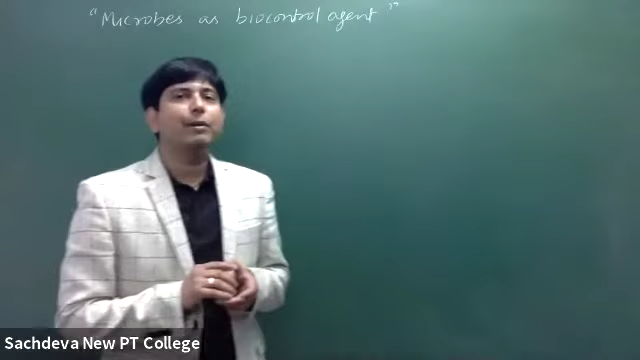 "Microbes as biocontrol agent"
Sachdeva New PT College